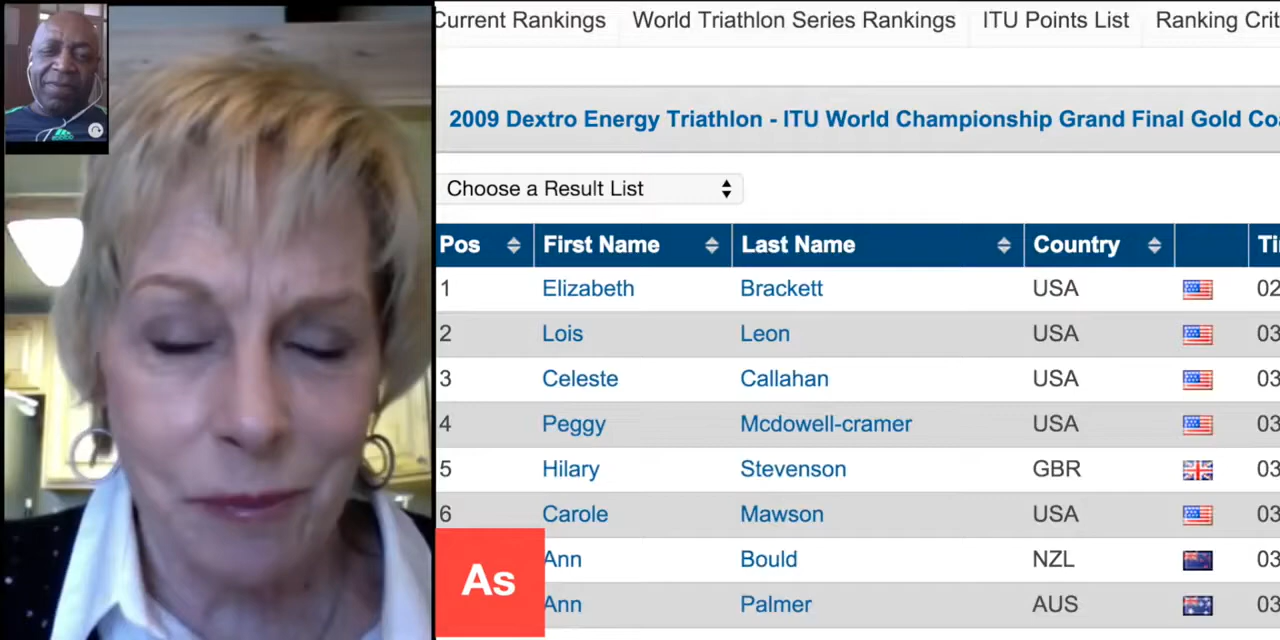 Current Rankings World Triathlon Series Rankings ITU Points List Ranking Crit
2009 Dextro Energy Triathlon - ITU World Championship Grand Final Gold Coa
Choose a Result List
Pos First Name Last Name Country Ti
1 Elizabeth Brackett USA 02
2 Lois Leon USA 03
3 Celeste Callahan USA 03
4 Peggy Mcdowell-cramer USA 03
5 Hilary Stevenson GBR 03
6 Carole Mawson USA 03
Ann Bould NZL 03
Ann Palmer AUS 03
As